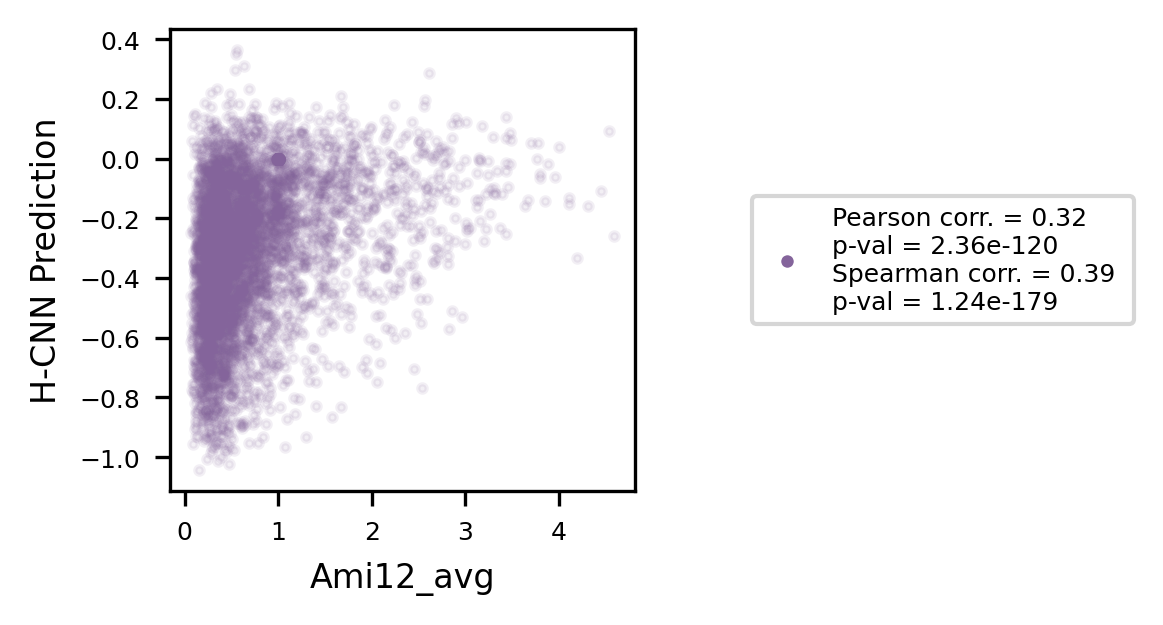 0.4
0.2
0.0
−0.2
−0.4
−0.6
−0.8
−1.0
H-CNN Prediction
0 1 2 3 4
Ami12_avg
Pearson corr. = 0.32
p-val = 2.36e-120
Spearman corr. = 0.39
p-val = 1.24e-179